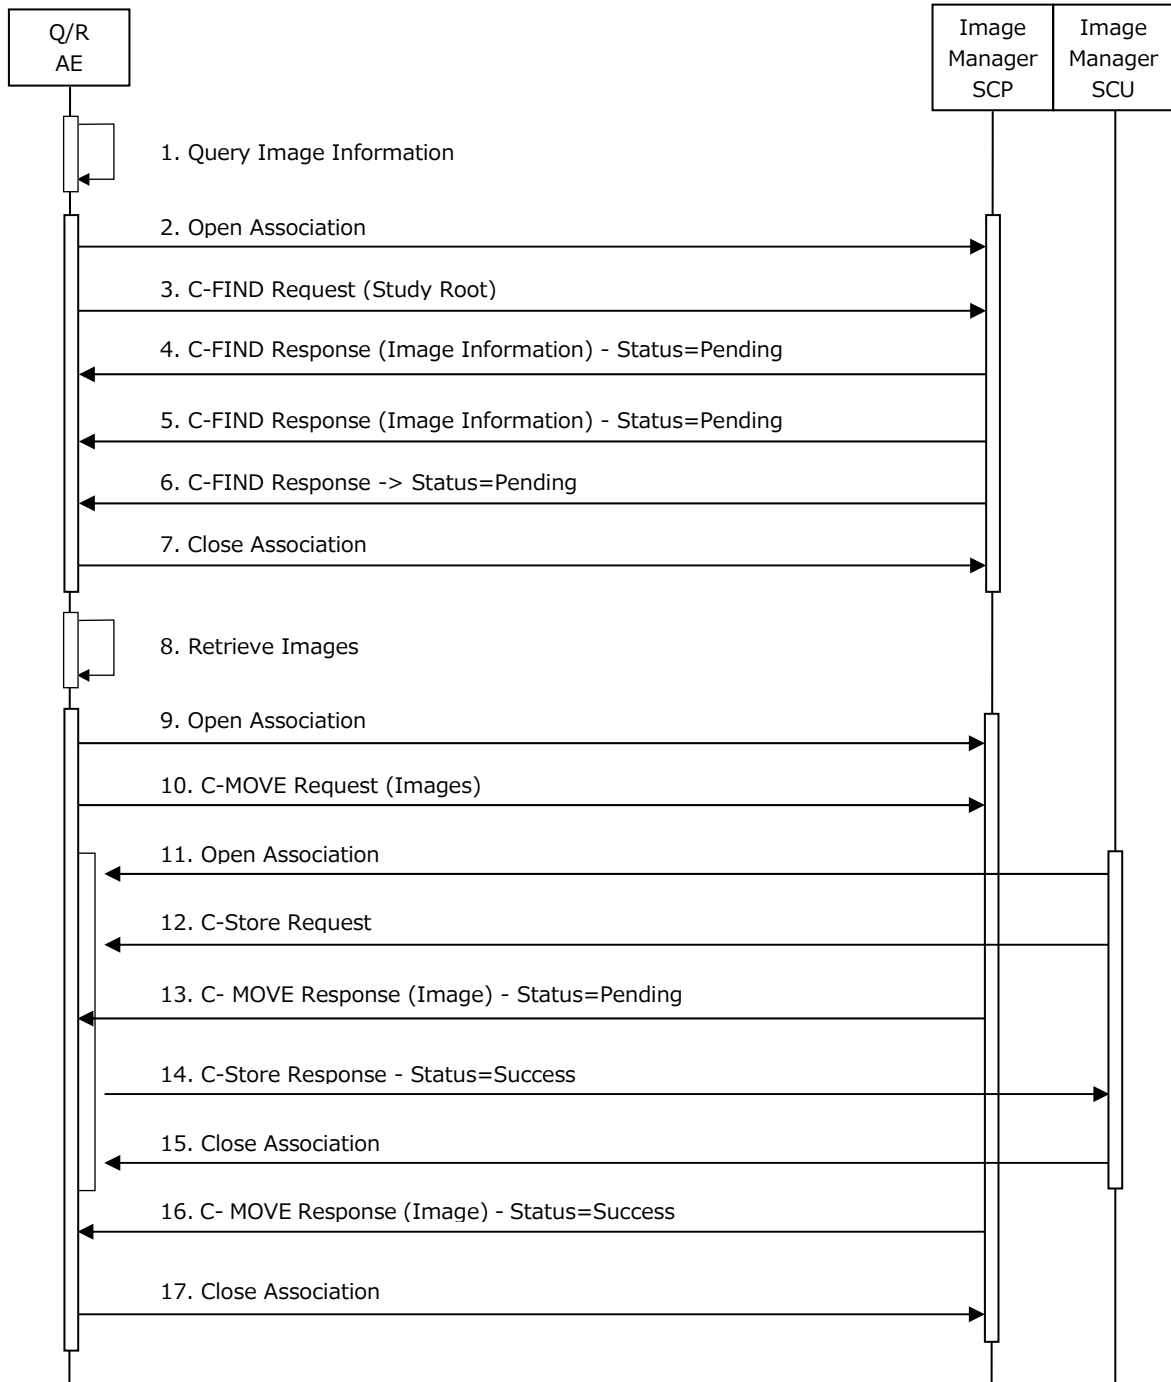 Q/R
AE
Image
Manager
SCP
Image
Manager
SCU
1. Query Image Information
2. Open Association
3. C-FIND Request (Study Root)
4. C-FIND Response (Image Information) - Status=Pending
5. C-FIND Response (Image Information) - Status=Pending
6. C-FIND Response -> Status=Pending
7. Close Association
8. Retrieve Images
9. Open Association
10. C-MOVE Request (Images)
11. Open Association
12. C-Store Request
13. C- MOVE Response (Image) - Status=Pending
14. C-Store Response - Status=Success
15. Close Association
16. C- MOVE Response (Image) - Status=Success
17. Close Association